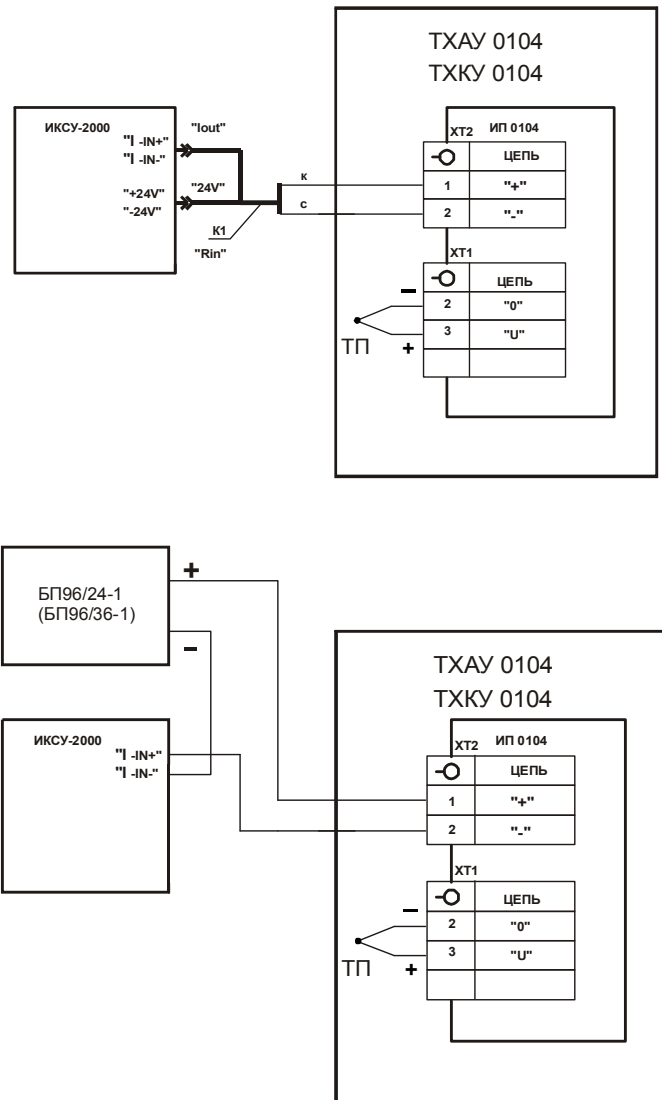 ТХАУ 0104
ТХКУ 0104
ИКСУ-2000
"I -IN+"
"I -IN-"
"+24V"
"-24V"
"Iout"
"24V"
К1
"Rin"
к
с
ХТ2 ИП 0104
ЦЕПЬ
1 "+"
2 "-"
ХТ1
ЦЕПЬ
2 "0"
3 "U"
–
+
ТП
БП96/24-1
(БП96/36-1)
+
–
ИКСУ-2000
"I -IN+"
"I -IN-"
ТХАУ 0104
ТХКУ 0104
ХТ2 ИП 0104
ЦЕПЬ
1 "+"
2 "-"
ХТ1
ЦЕПЬ
2 "0"
3 "U"
–
+
ТП